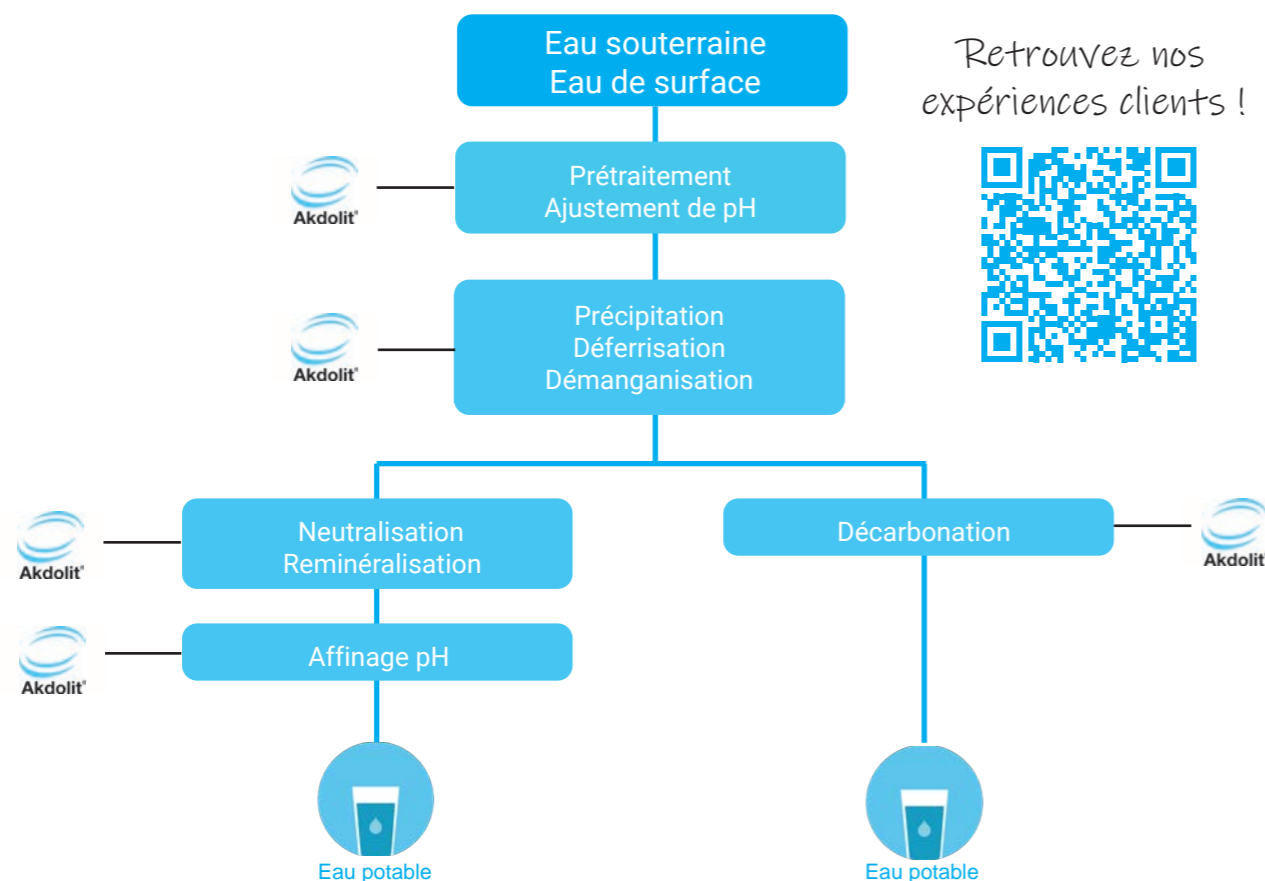 Eau souterraine
Eau de surface
Retrouvez nos
expériences clients !
Prétraitement
Ajustement de pH
Akdolit®
Précipitation
Déferrisation
Démanganisation
Akdolit®
Neutralisation
Reminéralisation
Akdolit®
Décarbonation
Akdolit
Affinage pH
Akdolit®
Eau potable
Eau potable